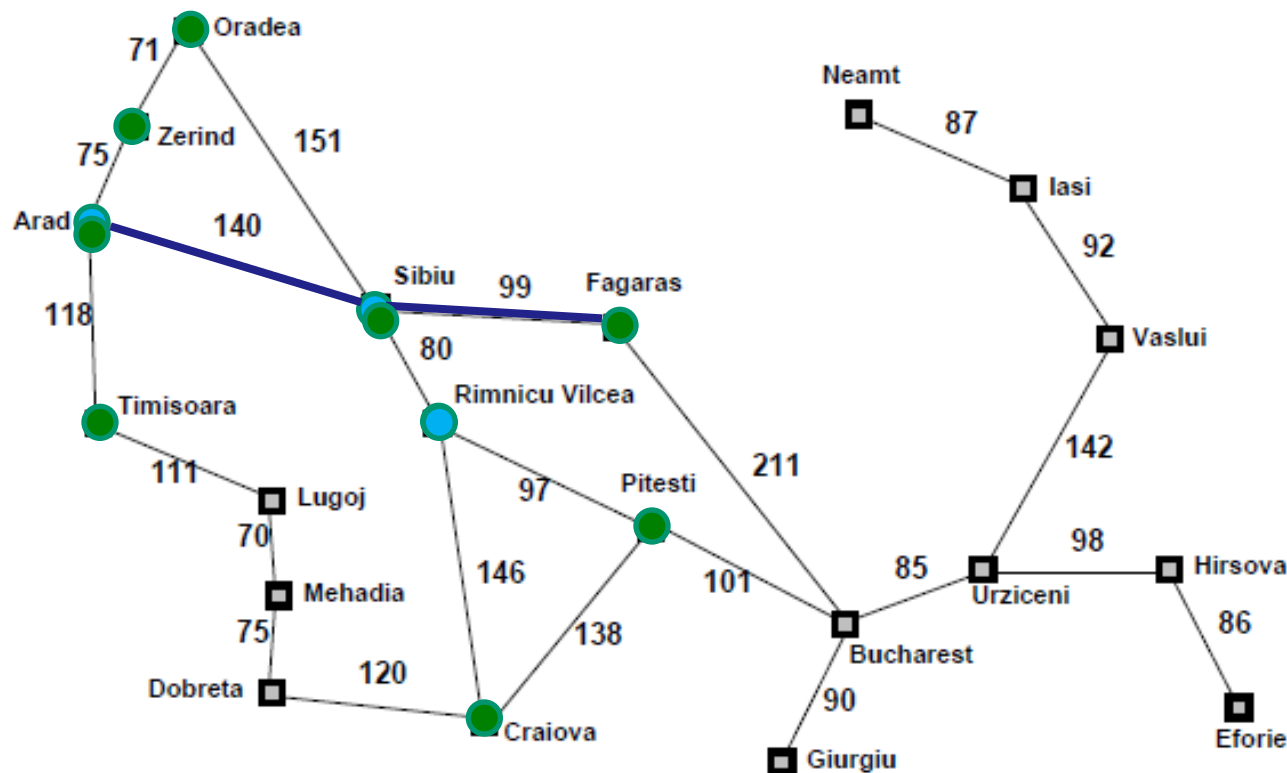 Oradea
71
Neamt
87
Zerind
151
75
Iasi
Arad
140
92
Sibiu
99
Fagaras
118
80
Vaslui
Rimnicu Vilcea
Timisoara
142
211
111
97
Pitesti
Lugoj
70
98
146
101
85
Hirsova
Mehadia
Urziceni
75
138
86
120
Bucharest
Dobreta
90
Craiova
Eforie
Giurgiu